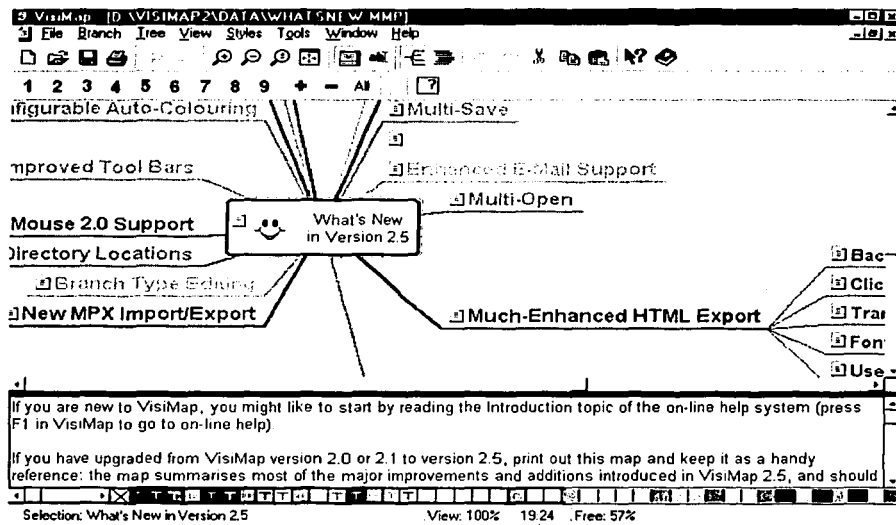 VisiMap [D \VISIMAP2\DATA\WHATSNEW MMP]
File Branch Tree View Styles Tools Window Help
1 2 3 4 5 6 7 8 9 + - All
nfigurable Auto-Colouring
Multi-Save
mproved Tool Bars
Enhanced E-Mail Support
Multi-Open
Mouse 2.0 Support
What's New
in Version 2.5
Directory Locations
Bac
Branch Type Editing
Clic
New MPX Import/Export
Much-Enhanced HTML Export
Tran
Fon
Use
If you are new to VisiMap, you might like to start by reading the Introduction topic of the on-line help system (press
F1 in VisiMap to go to on-line help).
If you have upgraded from VisiMap version 2.0 or 2.1 to version 2.5, print out this map and keep it as a handy
reference: the map summarises most of the major improvements and additions introduced in VisiMap 2.5, and should
Selection: What's New in Version 2.5 View: 100% 19.24 Free: 57%